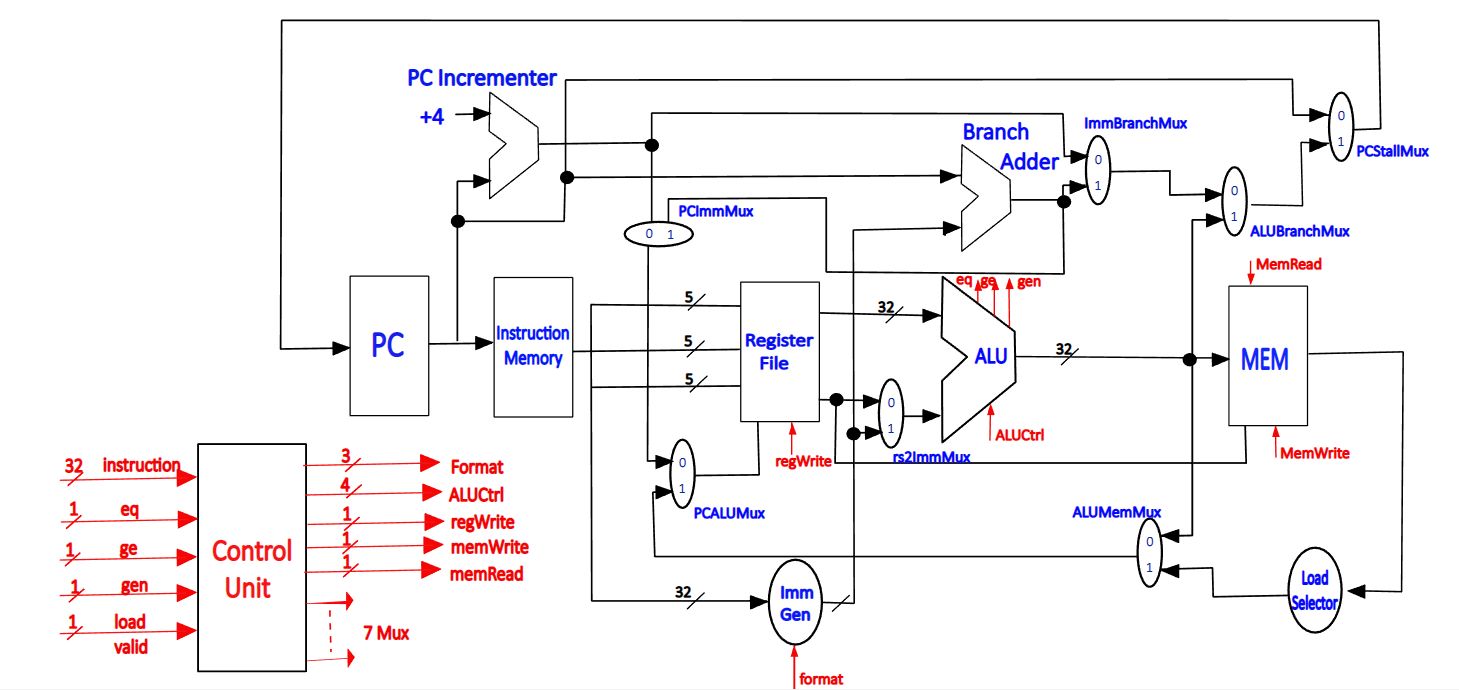 PC Incrementer
+4
Branch
Adder
ImmBranchMux
0
1
0
1
PCStallMux
0
1
ALUBranchMux
PCImmMux
0 1
MemRead
eq ge gen
PC
Instruction
Memory
5
5
5
Register
File
32
ALU
32
MEM
0
1
rs2ImmMux
ALUCtrl
regWrite
MemWrite
0
1
PCALUMux
ALUMemMux
0
1
Load
Selector
32
Imm
Gen
format
32 instruction
1 eq
1 ge
1 gen
1 load
valid
Control
Unit
3 Format
4 ALUCtrl
1 regWrite
1 memWrite
1 memRead
7 Mux